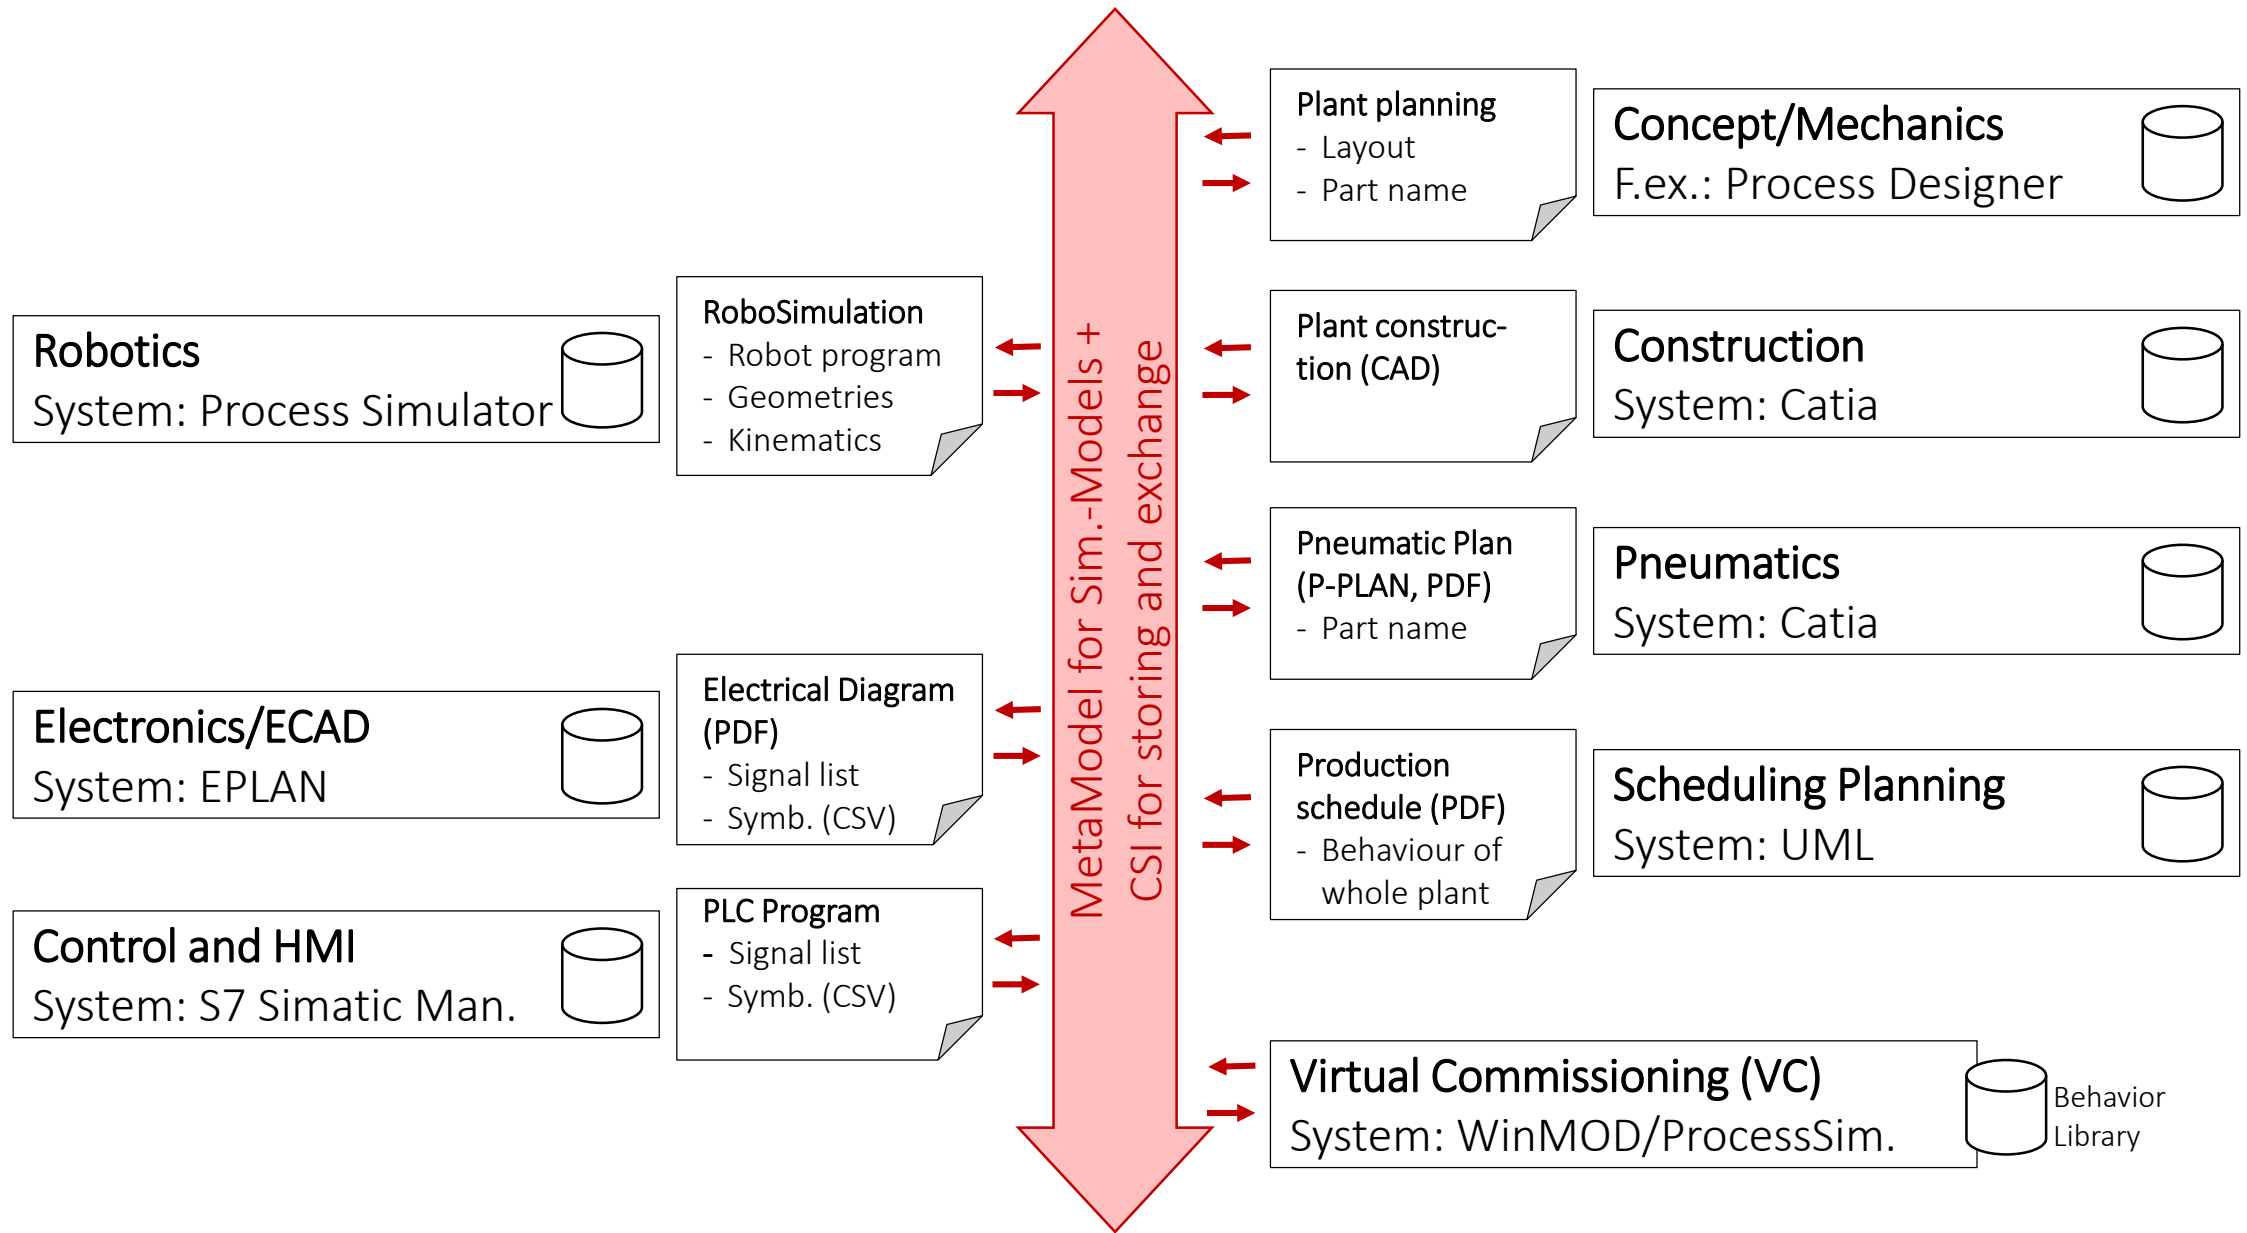 Plant planning
- Layout
- Part name
Concept/Mechanics
F.ex.: Process Designer
RoboSimulation
- Robot program
- Geometries
- Kinematics
Robotics
System: Process Simulator
Plant construc-
tion (CAD)
Construction
System: Catia
MetaModel for Sim.-Models +
CSI for storing and exchange
Pneumatic Plan
(P-PLAN, PDF)
- Part name
Pneumatics
System: Catia
Electrical Diagram
(PDF)
- Signal list
- Symb. (CSV)
Electronics/ECAD
System: EPLAN
Production
schedule (PDF)
- Behaviour of
whole plant
Scheduling Planning
System: UML
PLC Program
- Signal list
- Symb. (CSV)
Control and HMI
System: S7 Simatic Man.
Virtual Commissioning (VC)
System: WinMOD/ProcessSim.
Behavior
Library